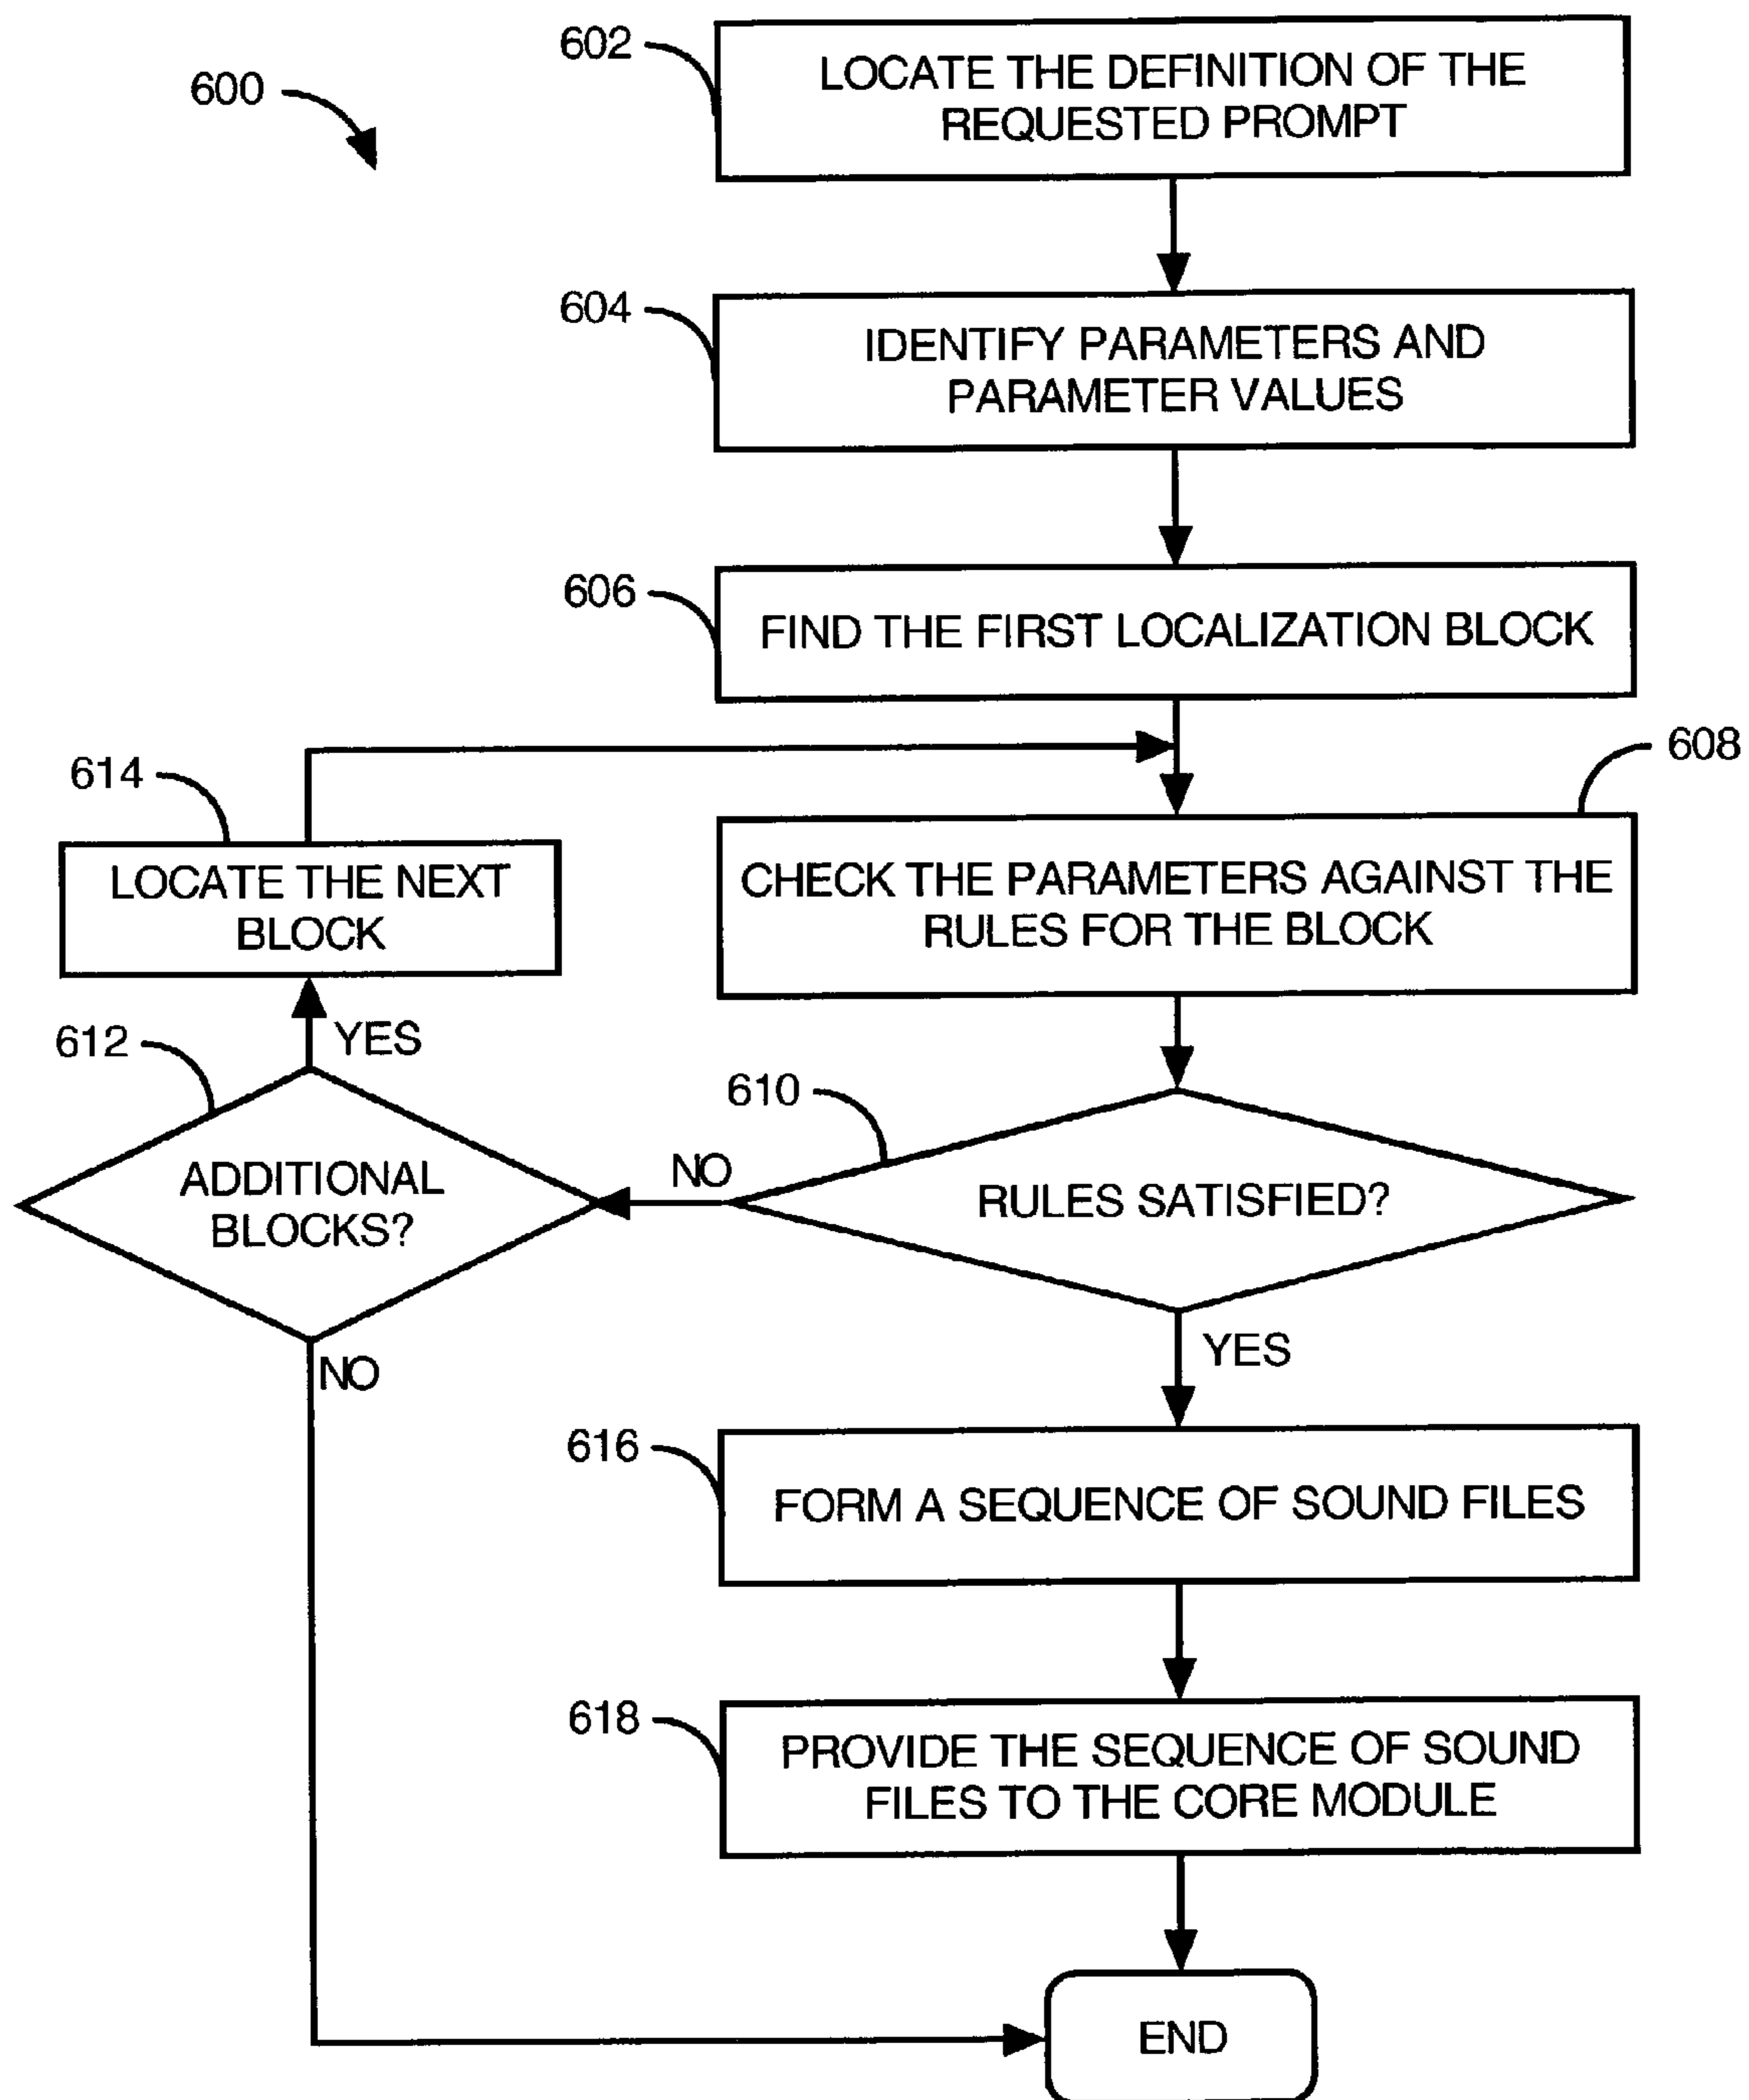 602
LOCATE THE DEFINITION OF THE
REQUESTED PROMPT
600
604
IDENTIFY PARAMETERS AND
PARAMETER VALUES
606
FIND THE FIRST LOCALIZATION BLOCK
608
614
LOCATE THE NEXT
BLOCK
CHECK THE PARAMETERS AGAINST THE
RULES FOR THE BLOCK
612
YES
610
ADDITIONAL
BLOCKS?
NO
RULES SATISFIED?
NO
YES
616
FORM A SEQUENCE OF SOUND FILES
618
PROVIDE THE SEQUENCE OF SOUND
FILES TO THE CORE MODULE
END